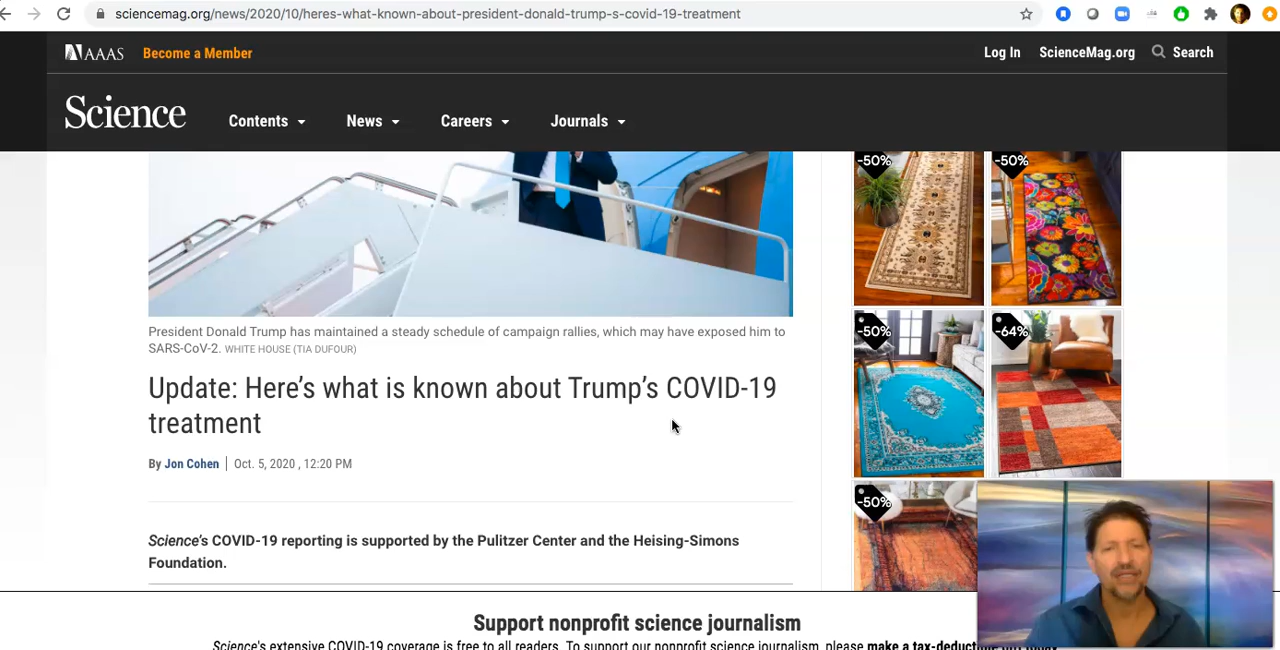 sciencemag.org/news/2020/10/heres-what-known-about-president-donald-trump-s-covid-19-treatment
AAAS Become a Member Log In ScienceMag.org Search
Science Contents News Careers Journals
-50% -50%
President Donald Trump has maintained a steady schedule of campaign rallies, which may have exposed him to
SARS-CoV-2. WHITE HOUSE (TIA DUFOUR)
-50% -64%
Update: Here's what is known about Trump's COVID-19
treatment
By Jon Cohen | Oct. 5, 2020 , 12:20 PM
-50%
Science's COVID-19 reporting is supported by the Pulitzer Center and the Heising-Simons
Foundation.
Support nonprofit science journalism
Science's extensive COVID-19 coverage is free to all readers. To support our nonprofit science journalism, please make a tax-deductible